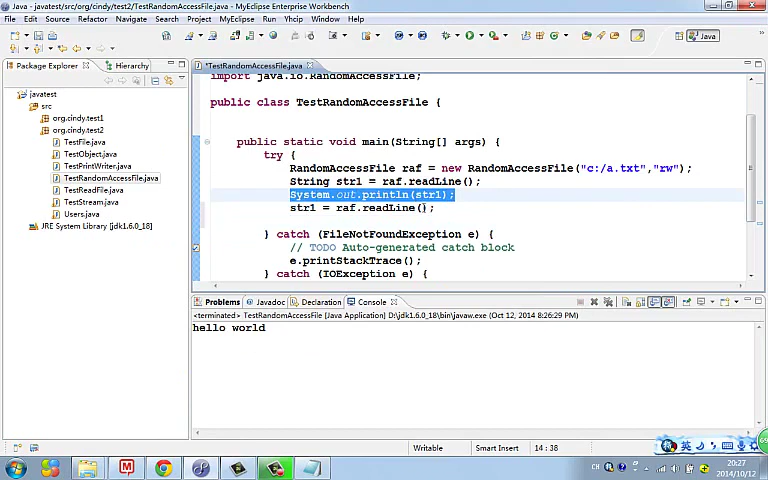 Java - javatest/src/org/cindy/test2/TestRandomAccessFile.java - MyEclipse Enterprise Workbench
File Edit Source Refactor Navigate Search Project MyEclipse Run Yhcip Window Help
Java
Package Explorer
Hierarchy
javatest
src
org.cindy.test1
org.cindy.test2
TestFile.java
TestObject.java
TestPrintWriter.java
TestRandomAccessFile.java
TestReadFile.java
TestStream.java
Users.java
JRE System Library [jdk1.6.0_18]
*TestRandomAccessFile.java
import java.io.RandomAccessFile;
public class TestRandomAccessFile {
public static void main(String[] args) {
try {
RandomAccessFile raf = new RandomAccessFile("c:/a.txt","rw");
String str1 = raf.readLine();
System.out.println(str1);
str1 = raf.readLine();
} catch (FileNotFoundException e) {
// TODO Auto-generated catch block
e.printStackTrace();
} catch (IOException e) {
Problems @ Javadoc Declaration Console
<terminated> TestRandomAccessFile [Java Application] D:\jdk1.6.0_18\bin\javaw.exe (Oct 12, 2014 8:26:29 PM)
hello world
Writable Smart Insert 14 : 38
英
CH
20:27
2014/10/12